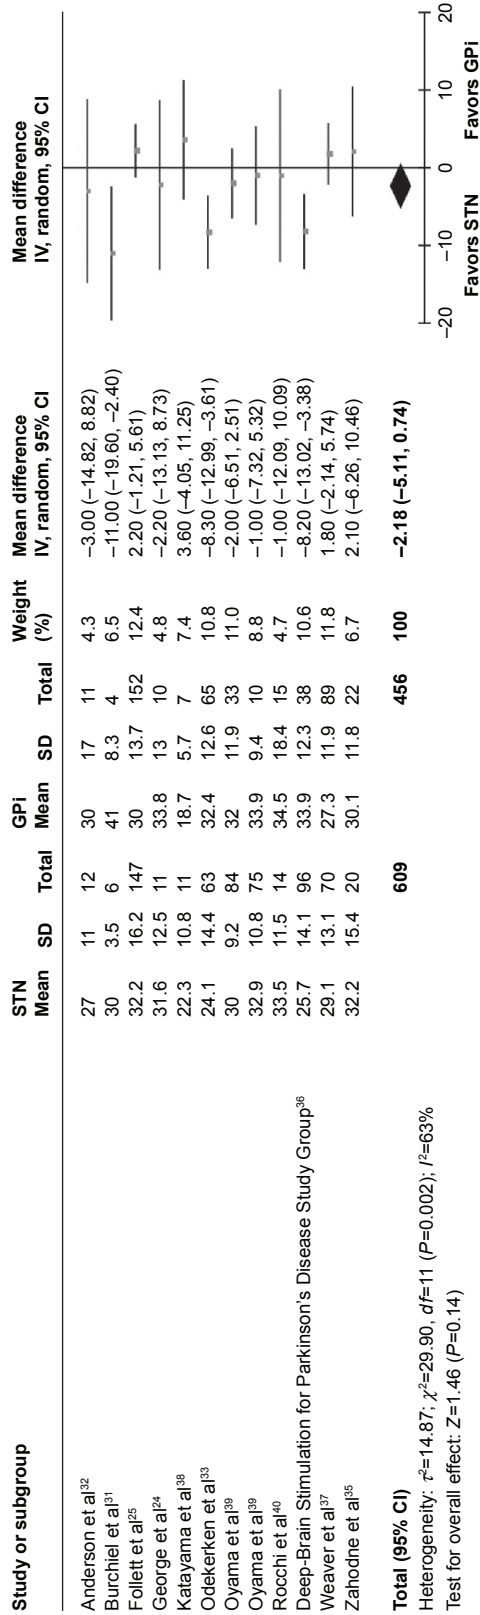 STN GPi Weight Mean difference Mean difference
Study or subgroup Mean SD Total Mean SD Total (%) IV, random, 95% CI IV, random, 95% CI
Anderson et al32 27 11 12 30 17 11 4.3 −3.00 (−14.82, 8.82)
Burchiel et al31 30 3.5 6 41 8.3 4 6.5 −11.00 (−19.60, −2.40)
Follett et al25 32.2 16.2 147 30 13.7 152 12.4 2.20 (−1.21, 5.61)
George et al24 31.6 12.5 11 33.8 13 10 4.8 −2.20 (−13.13, 8.73)
Katayama et al38 22.3 10.8 11 18.7 5.7 7 7.4 3.60 (−4.05, 11.25)
Odekerken et al33 24.1 14.4 63 32.4 12.6 65 10.8 −8.30 (−12.99, −3.61)
Oyama et al39 30 9.2 84 32 11.9 33 11.0 −2.00 (−6.51, 2.51)
Oyama et al39 32.9 10.8 75 33.9 9.4 10 8.8 −1.00 (−7.32, 5.32)
Rocchi et al40 33.5 11.5 14 34.5 18.4 15 4.7 −1.00 (−12.09, 10.09)
Deep-Brain Stimulation for Parkinson's Disease Study Group36 25.7 14.1 96 33.9 12.3 38 10.6 −8.20 (−13.02, −3.38)
Weaver et al37 29.1 13.1 70 27.3 11.9 89 11.8 1.80 (−2.14, 5.74)
Zahodne et al35 32.2 15.4 20 30.1 11.8 22 6.7 2.10 (−6.26, 10.46)
Total (95% CI) 609 456 100 −2.18 (−5.11, 0.74)
Heterogeneity: τ²=14.87; χ²=29.90, df=11 (P=0.002); I²=63%
Test for overall effect: Z=1.46 (P=0.14)
−20 −10 0 10 20
Favors STN Favors GPi